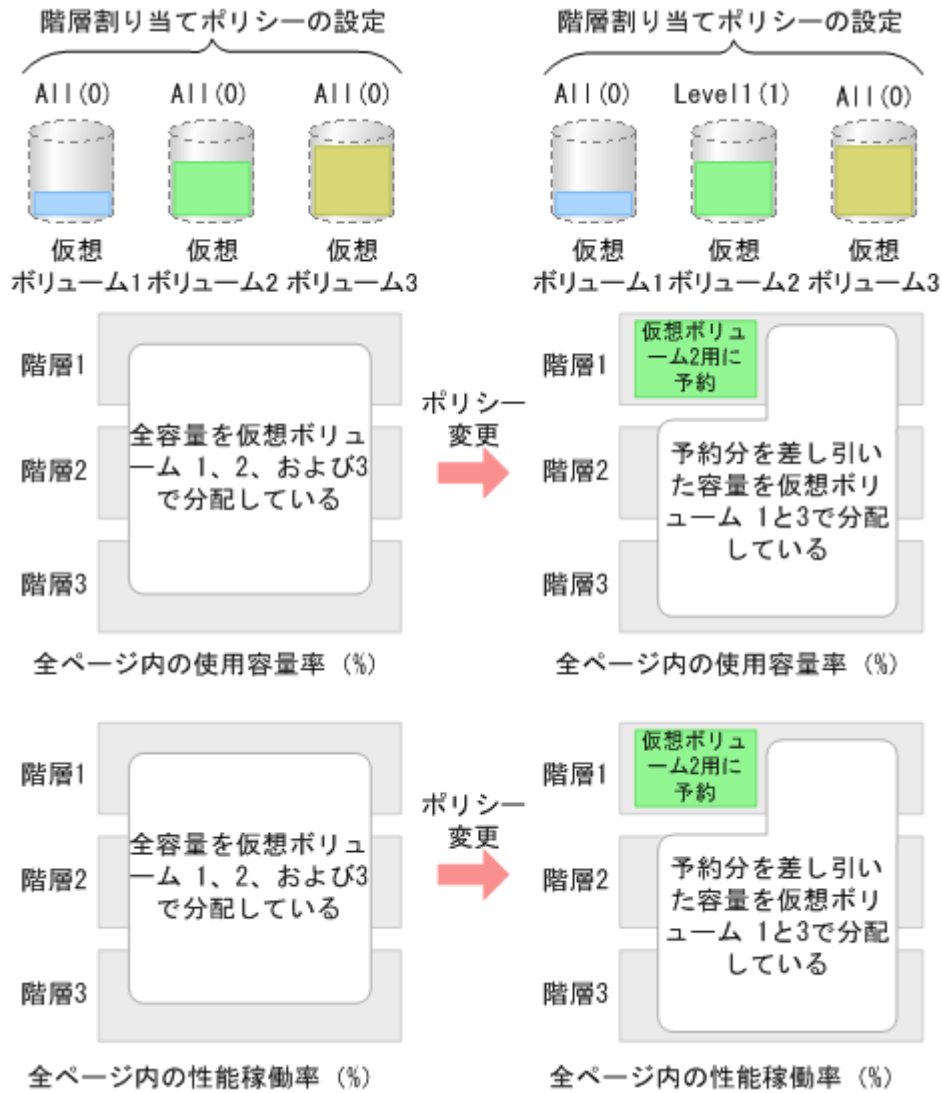 階層割り当てポリシーの設定
All(0) All(0) All(0)
仮想 仮想 仮想
ボリューム1 ボリューム2 ボリューム3
階層1
階層2
階層3
全容量を仮想ボリュ
ーム 1、2、および3
で分配している
全ページ内の使用容量率 (%)
ポリシー
変更
階層割り当てポリシーの設定
All(0) Level1(1) All(0)
仮想 仮想 仮想
ボリューム1 ボリューム2 ボリューム3
階層1
階層2
階層3
仮想ボリュ
ーム2用に
予約
予約分を差し引い
た容量を仮想ボリ
ューム 1と3で分配
している
全ページ内の使用容量率 (%)
階層1
階層2
階層3
全容量を仮想ボリュ
ーム 1、2、および3
で分配している
全ページ内の性能稼働率 (%)
ポリシー
変更
階層1
階層2
階層3
仮想ボリュ
ーム2用に
予約
予約分を差し引い
た容量を仮想ボリ
ューム 1と3で分配
している
全ページ内の性能稼働率 (%)